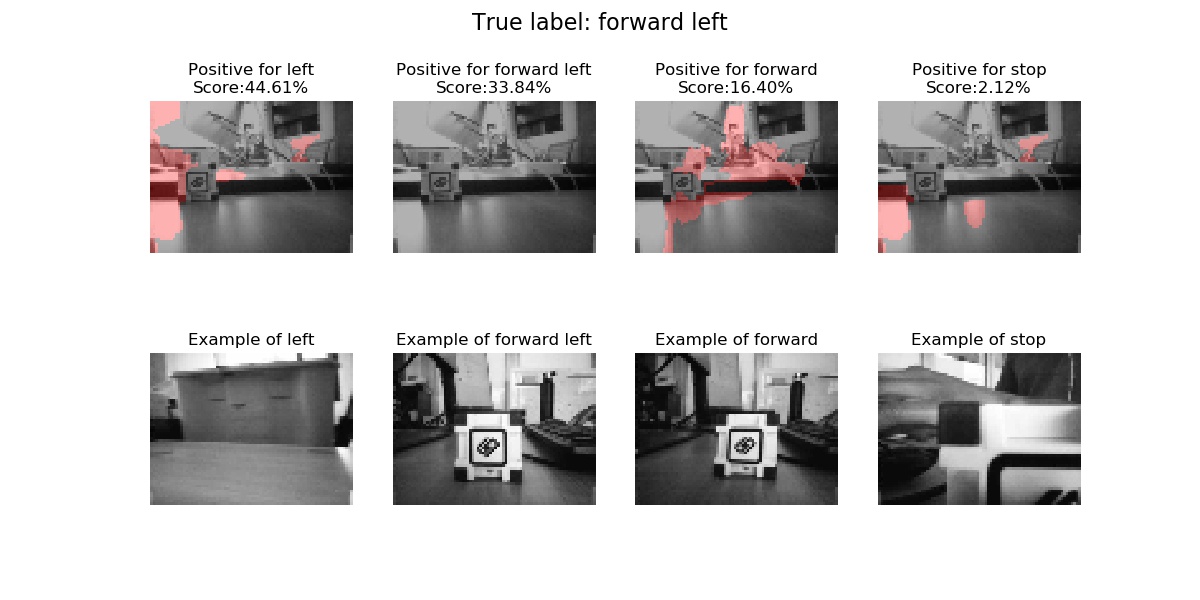 True label: forward left
Positive for left
Score:44.61%
Positive for forward left
Score:33.84%
Positive for forward
Score:16.40%
Positive for stop
Score:2.12%
Example of left
Example of forward left
Example of forward
Example of stop